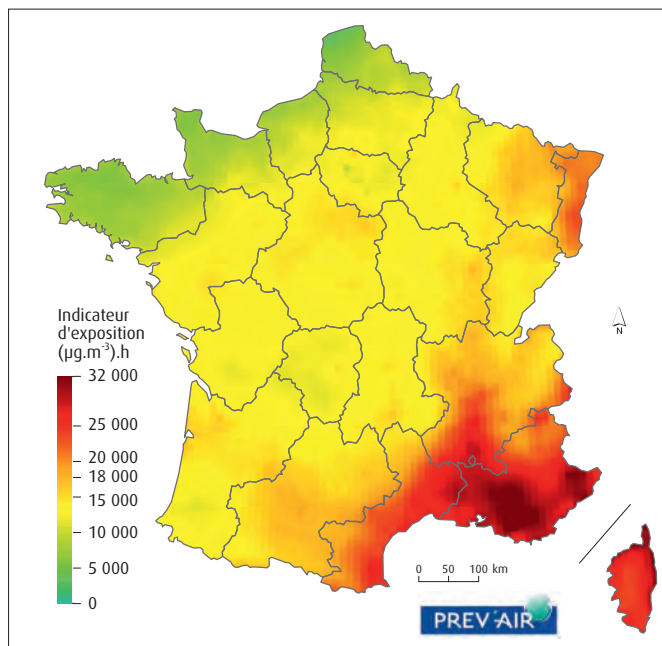 Indicateur
d'exposition
(µg.m-³).h
32 000
25 000
20 000
18 000
15 000
10 000
5 000
0
N
0 50 100 km
PREV'AIR